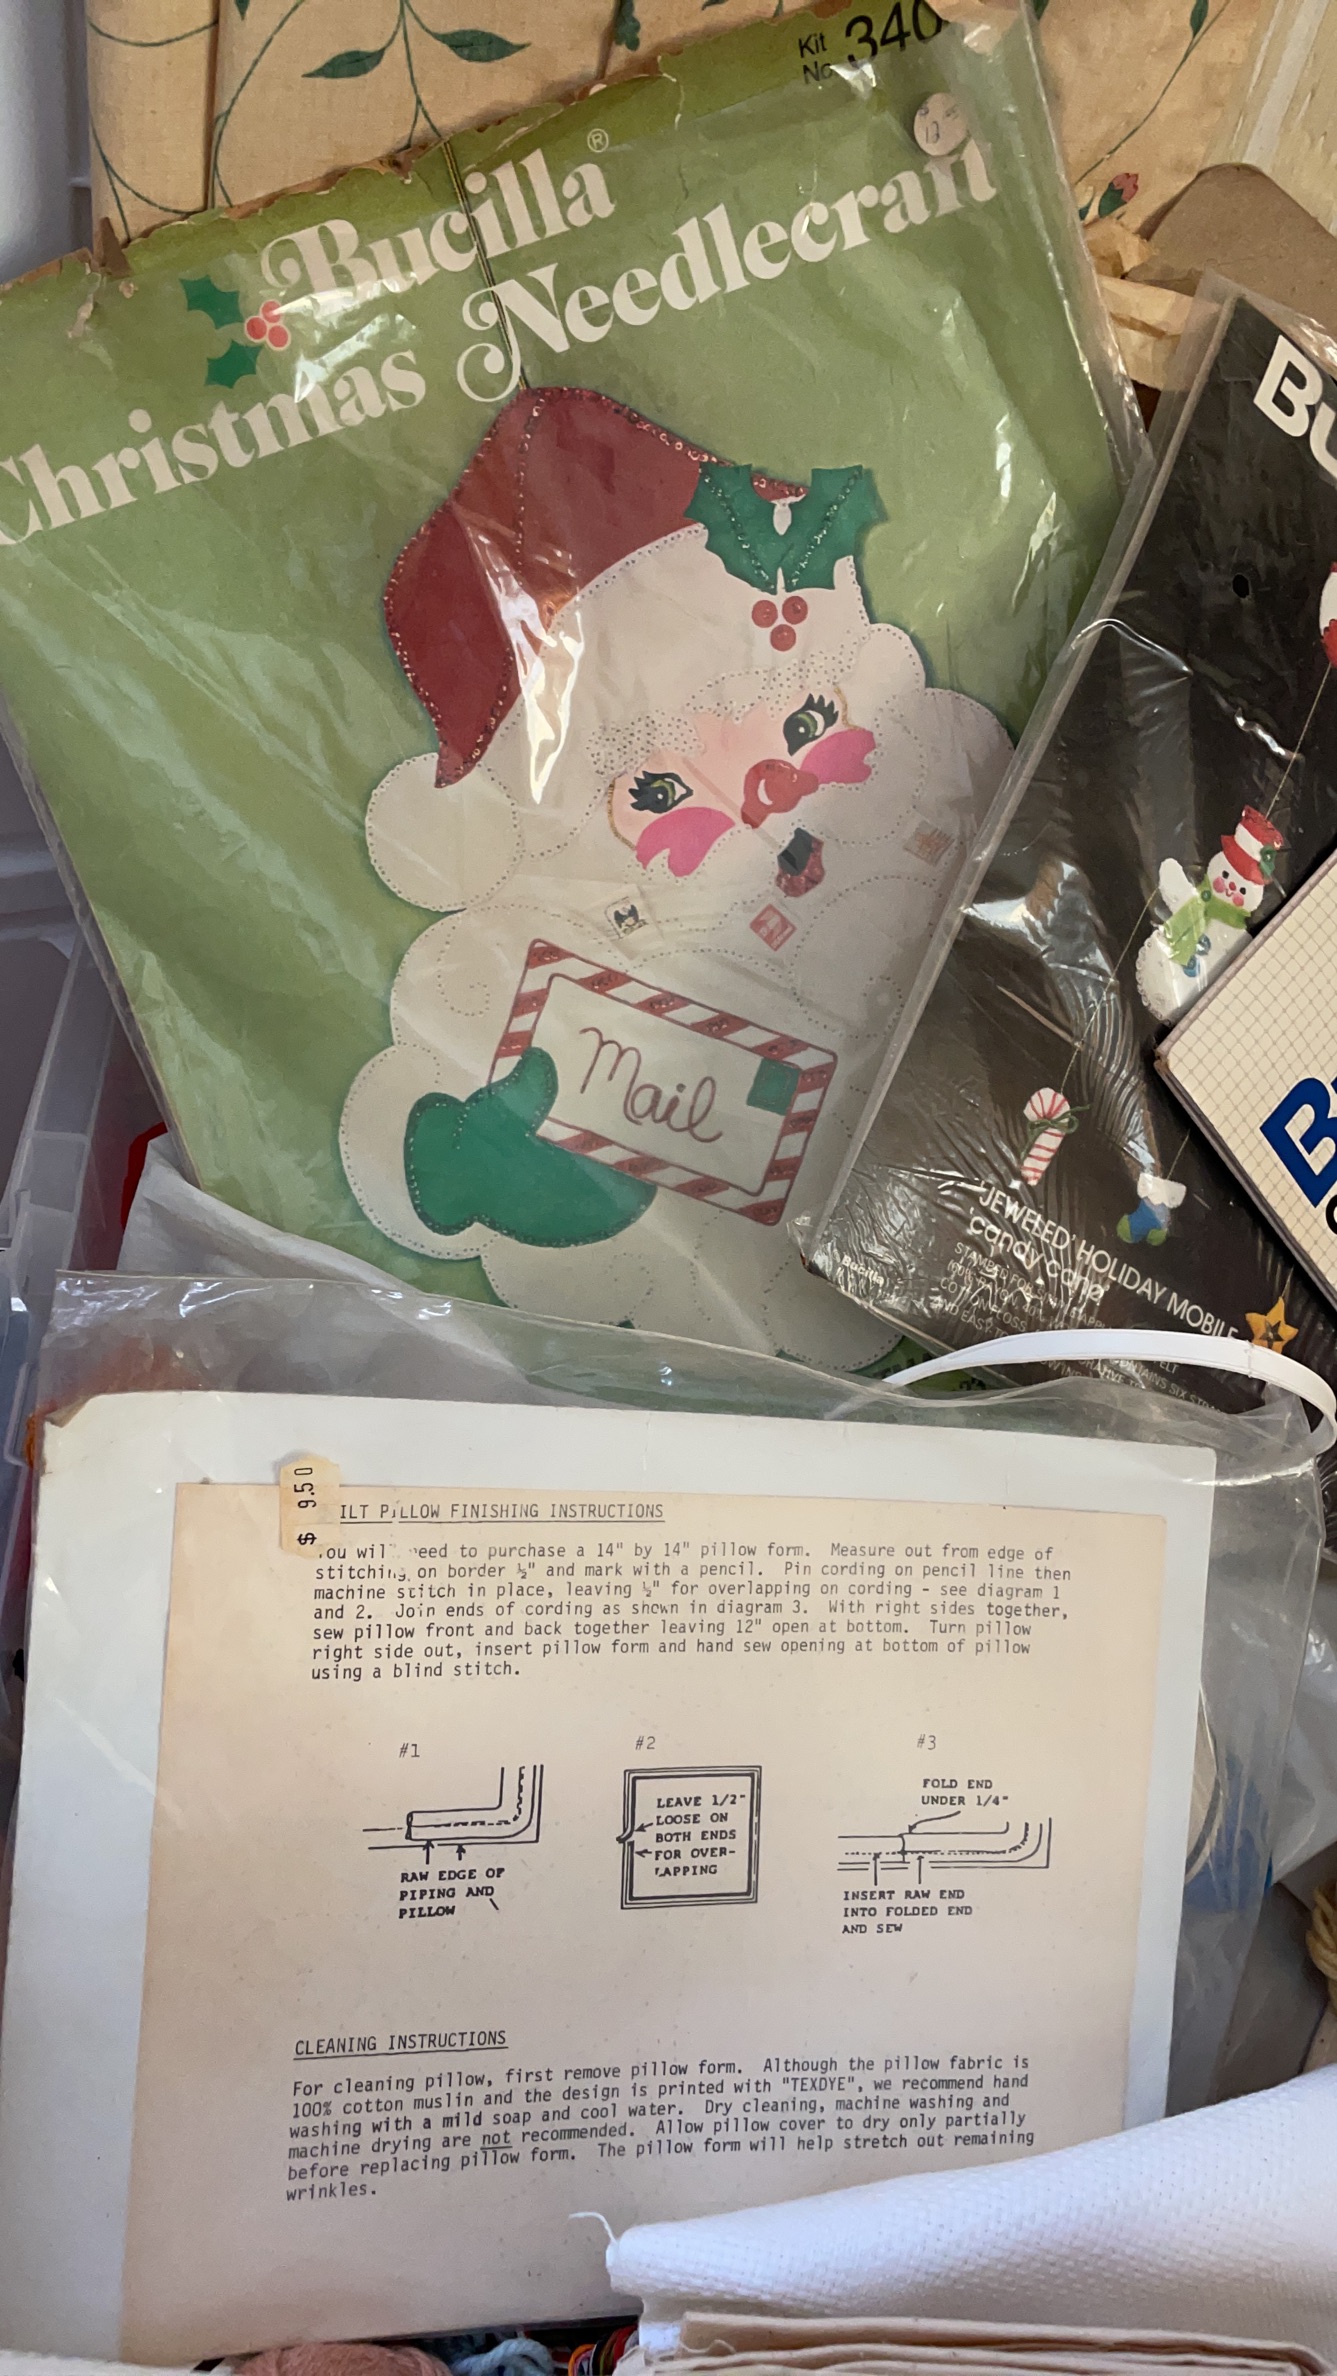 Kit
No. 340
13
Bucilla®
Christmas Needlecraft
Mail
Bu
'JEWELED' HOLIDAY MOBILE
'candy cane'
Bucilla
STAMPED FOR
COTTON FLOSS
CONTAINS SIX
B
$ 9.50
ILT PILLOW FINISHING INSTRUCTIONS
You will need to purchase a 14" by 14" pillow form. Measure out from edge of
stitching on border ½" and mark with a pencil. Pin cording on pencil line then
machine stitch in place, leaving ½" for overlapping on cording - see diagram 1
and 2. Join ends of cording as shown in diagram 3. With right sides together,
sew pillow front and back together leaving 12" open at bottom. Turn pillow
right side out, insert pillow form and hand sew opening at bottom of pillow
using a blind stitch.
#1
RAW EDGE OF
PIPING AND
PILLOW
#2
LEAVE 1/2"
LOOSE ON
BOTH ENDS
FOR OVER-
LAPPING
#3
FOLD END
UNDER 1/4"
INSERT RAW END
INTO FOLDED END
AND SEW
CLEANING INSTRUCTIONS
For cleaning pillow, first remove pillow form. Although the pillow fabric is
100% cotton muslin and the design is printed with "TEXDYE", we recommend hand
washing with a mild soap and cool water. Dry cleaning, machine washing and
machine drying are not recommended. Allow pillow cover to dry only partially
before replacing pillow form. The pillow form will help stretch out remaining
wrinkles.